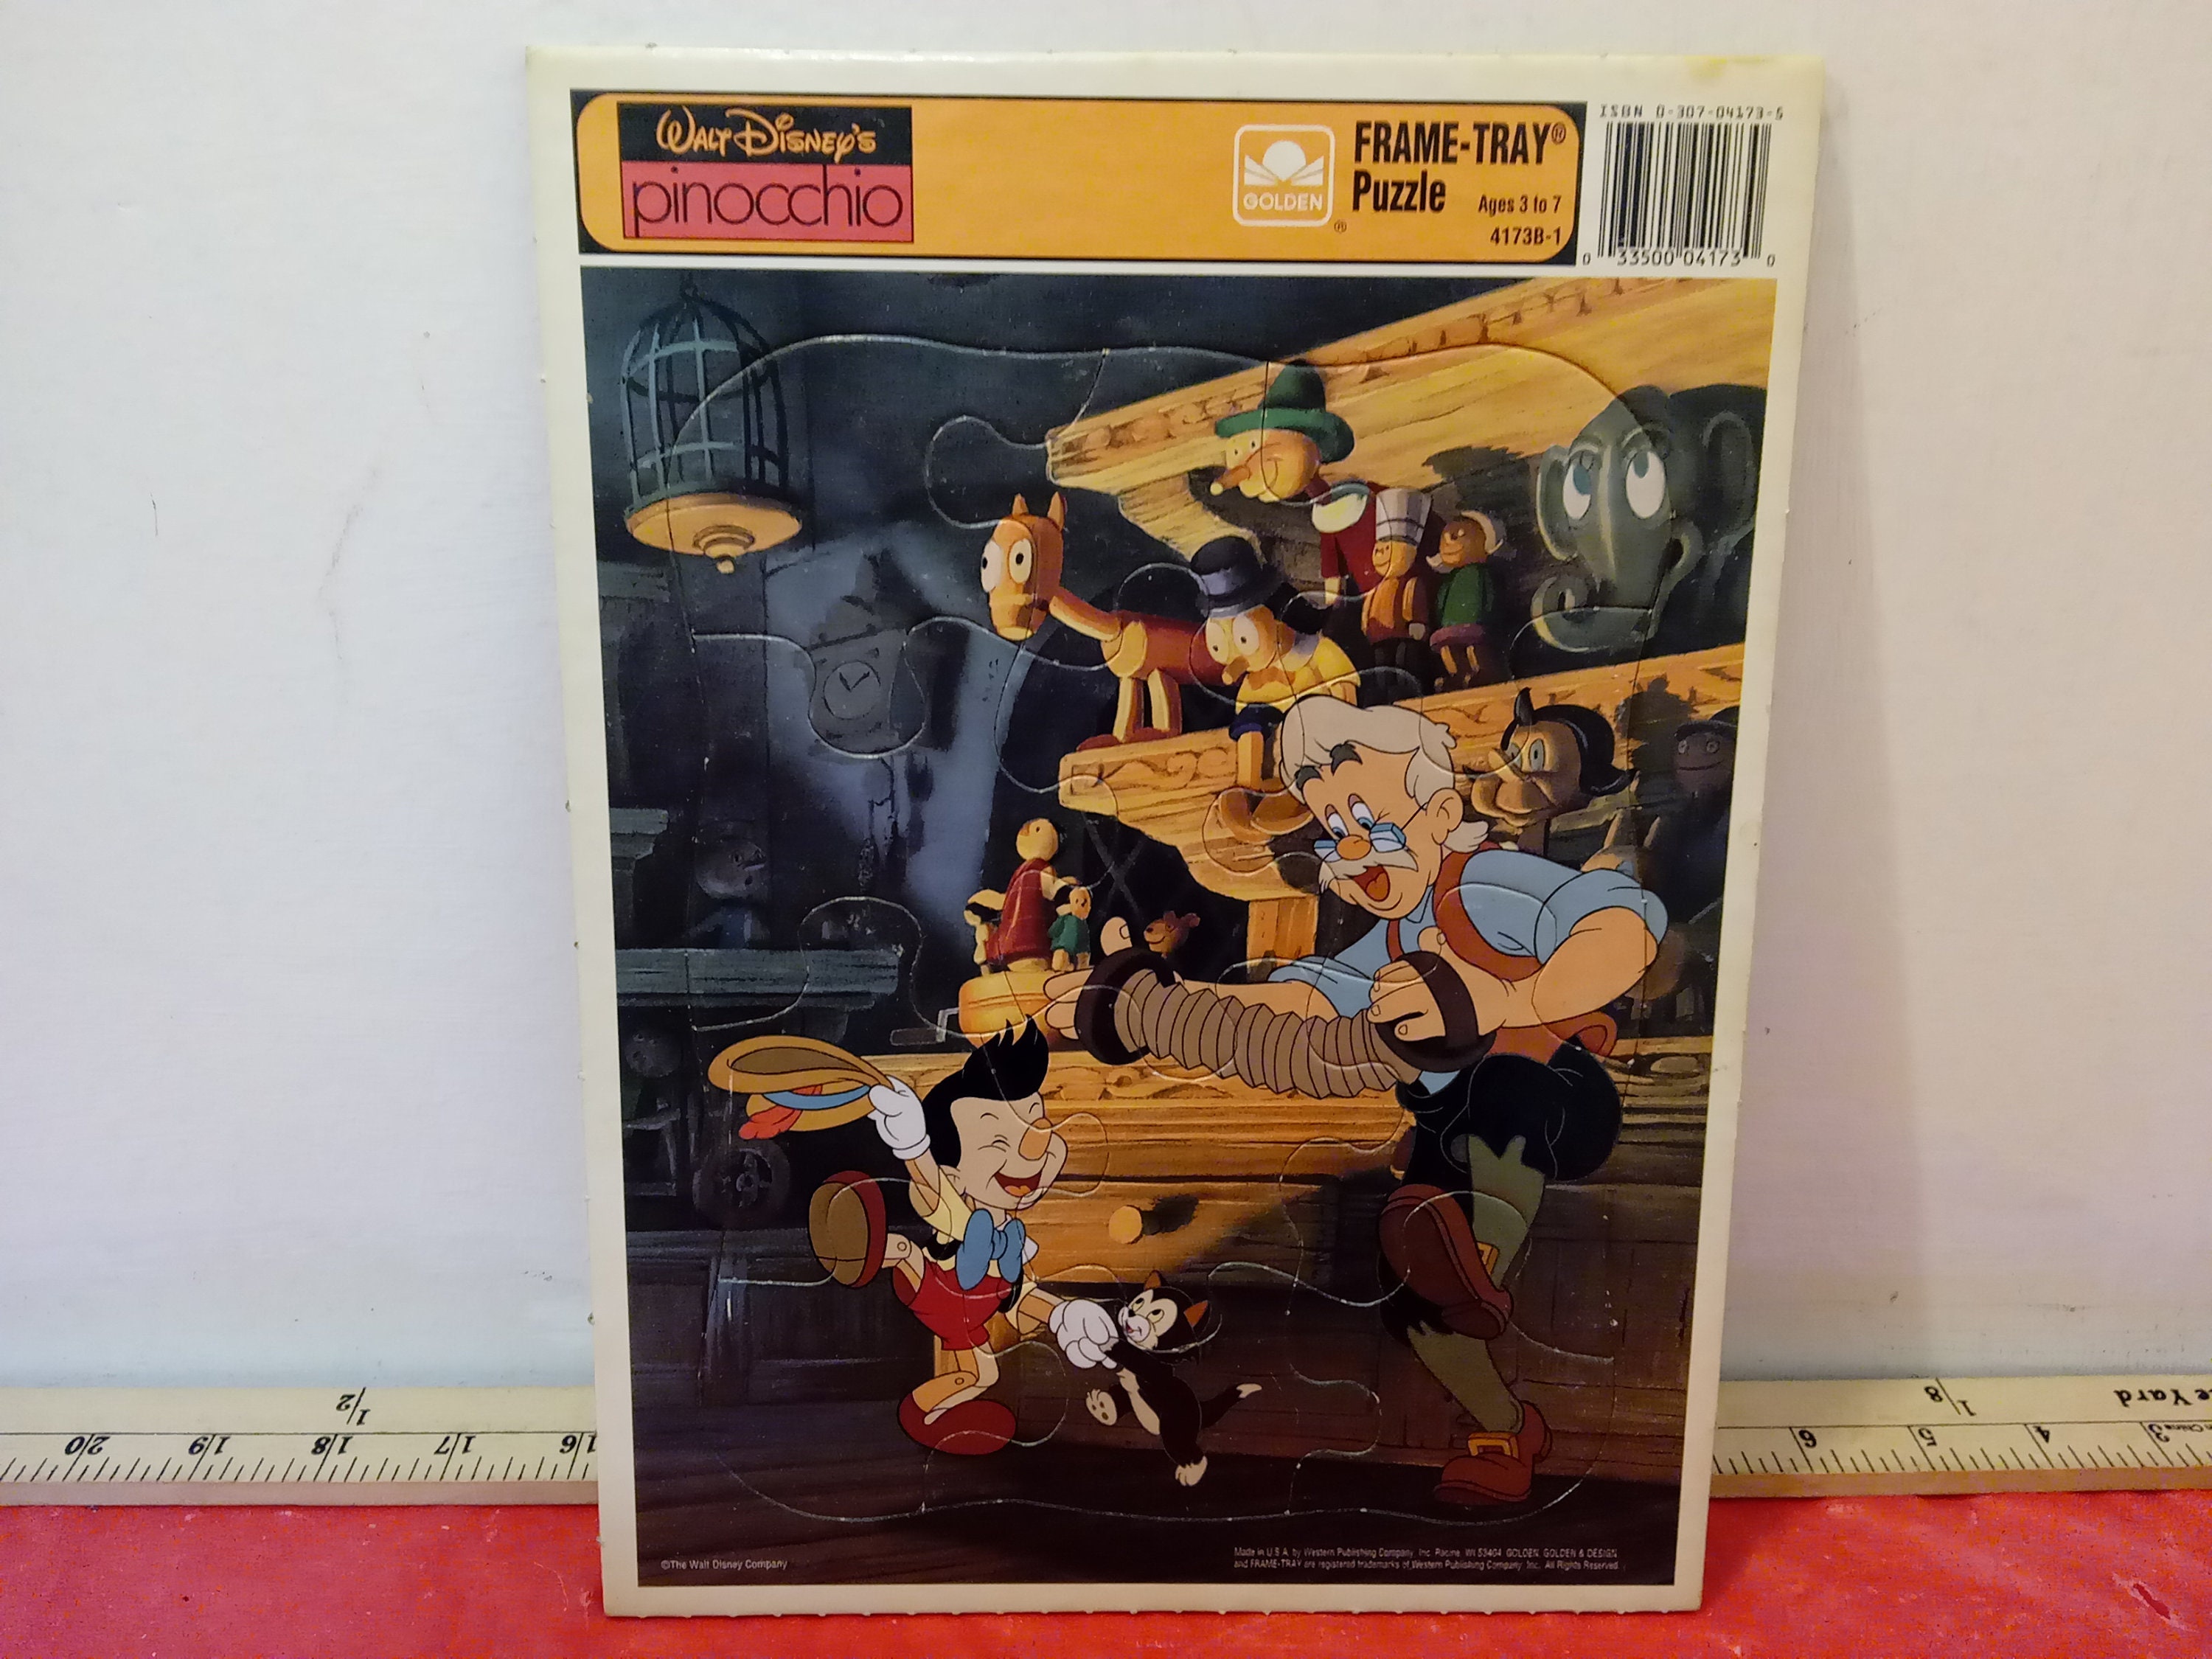 WALT DISNEY'S
pinocchio
GOLDEN
®
FRAME-TRAY®
Puzzle
Ages 3 to 7
4173B-1
ISBN 0-307-04173-5
0 33500 04173 0
©The Walt Disney Company
Made in U.S.A. by Western Publishing Company, Inc. Racine, WI 53404 GOLDEN, GOLDEN & DESIGN
and FRAME-TRAY are registered trademarks of Western Publishing Company, Inc. All Rights Reserved.
1/2
20 19 18 17 16
1/8
e Yard
6 5 4 3